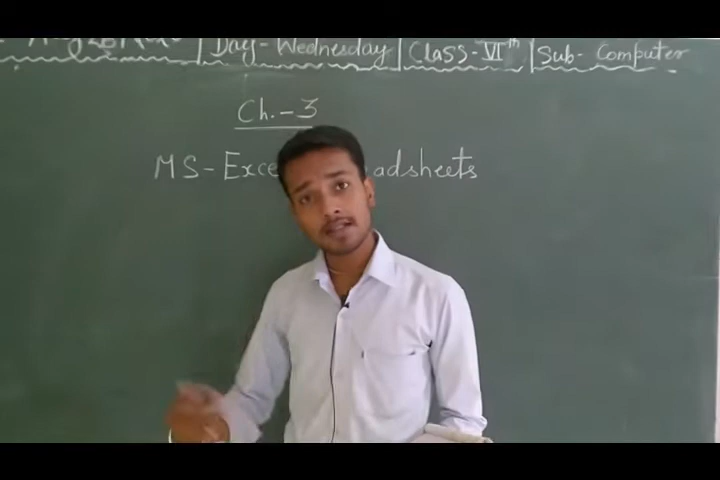 Day- Wednesday | Class-VIth | Sub- Computer
Ch.-3
MS-Exce adsheets